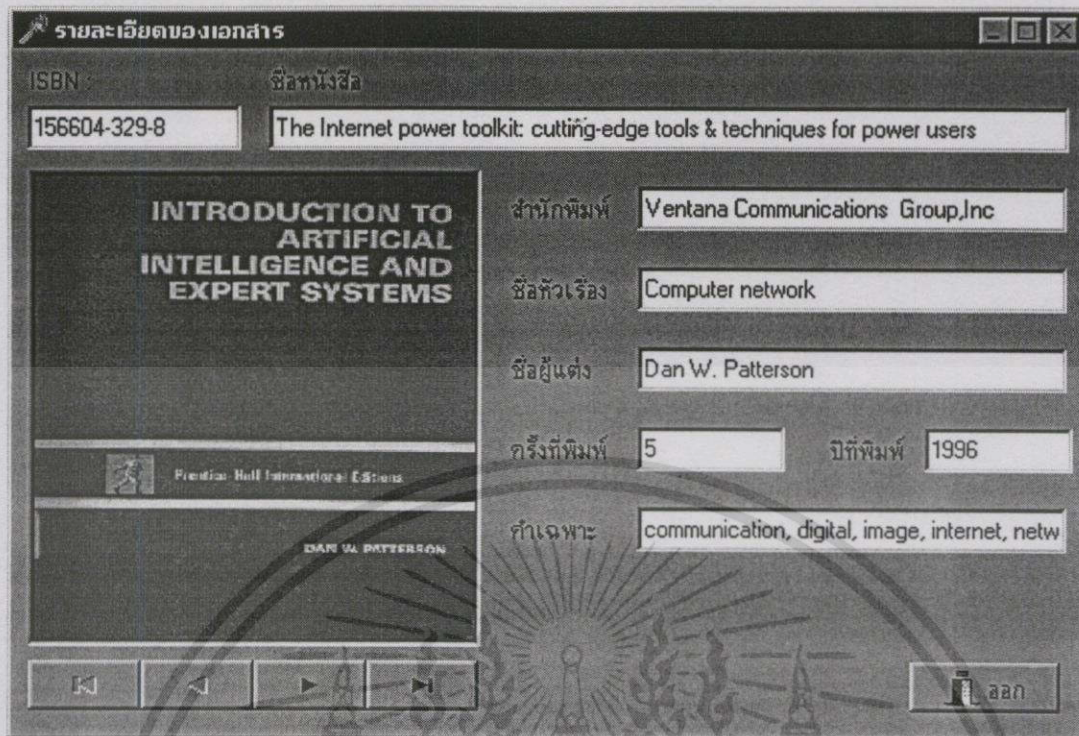 รายละเอียดของเอกสาร
ISBN : ชื่อหนังสือ
156604-329-8 The Internet power toolkit: cutting-edge tools & techniques for power users
INTRODUCTION TO
ARTIFICIAL
INTELLIGENCE AND
EXPERT SYSTEMS
Prentice-Hall International Editions
DAN W. PATTERSON
สำนักพิมพ์ Ventana Communications Group,Inc
ชื่อหัวเรื่อง Computer network
ชื่อผู้แต่ง Dan W. Patterson
ครั้งที่พิมพ์ 5 ปีที่พิมพ์ 1996
คำเฉพาะ communication, digital, image, internet, netw
ออก